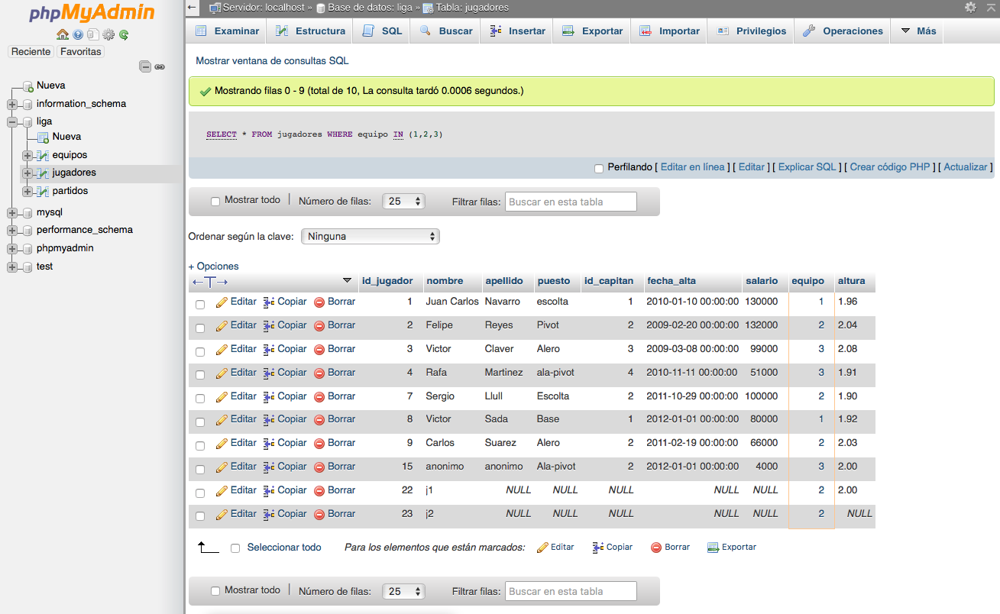 phpMyAdmin
Reciente Favoritas
Nueva
information_schema
liga
Nueva
equipos
jugadores
partidos
mysql
performance_schema
phpmyadmin
test
Servidor: localhost » Base de datos: liga » Tabla: jugadores
Examinar Estructura SQL Buscar Insertar Exportar Importar Privilegios Operaciones Más
Mostrar ventana de consultas SQL
Mostrando filas 0 - 9 (total de 10, La consulta tardó 0.0006 segundos.)
SELECT * FROM jugadores WHERE equipo IN (1,2,3)
Perfilando [ Editar en línea ] [ Editar ] [ Explicar SQL ] [ Crear código PHP ] [ Actualizar ]
Mostrar todo | Número de filas: 25 Filtrar filas: Buscar en esta tabla
Ordenar según la clave: Ninguna
+ Opciones
←T→ id_jugador nombre apellido puesto id_capitan fecha_alta salario equipo altura
Editar Copiar Borrar 1 Juan Carlos Navarro escolta 1 2010-01-10 00:00:00 130000 1 1.96
Editar Copiar Borrar 2 Felipe Reyes Pivot 2 2009-02-20 00:00:00 132000 2 2.04
Editar Copiar Borrar 3 Victor Claver Alero 3 2009-03-08 00:00:00 99000 3 2.08
Editar Copiar Borrar 4 Rafa Martinez ala-pivot 4 2010-11-11 00:00:00 51000 3 1.91
Editar Copiar Borrar 7 Sergio Llull Escolta 2 2011-10-29 00:00:00 100000 2 1.90
Editar Copiar Borrar 8 Victor Sada Base 1 2012-01-01 00:00:00 80000 1 1.92
Editar Copiar Borrar 9 Carlos Suarez Alero 2 2011-02-19 00:00:00 66000 2 2.03
Editar Copiar Borrar 15 anonimo anonimo Ala-pivot 2 2012-01-01 00:00:00 4000 3 2.00
Editar Copiar Borrar 22 j1 NULL NULL NULL NULL NULL 2 2.00
Editar Copiar Borrar 23 j2 NULL NULL NULL NULL NULL 2 NULL
Seleccionar todo Para los elementos que están marcados: Editar Copiar Borrar Exportar
Mostrar todo | Número de filas: 25 Filtrar filas: Buscar en esta tabla